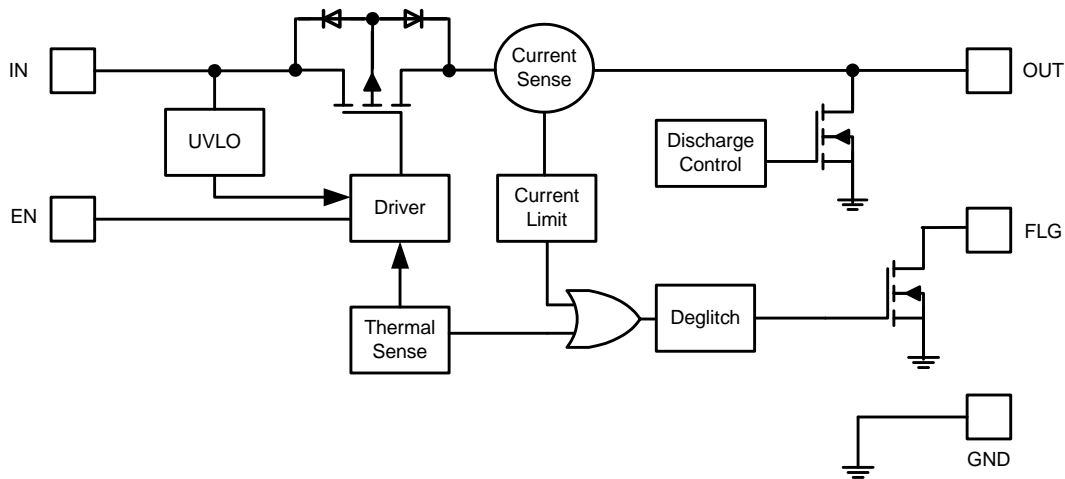 IN
Current
Sense
OUT
UVLO
Discharge
Control
EN
Driver
Current
Limit
FLG
Thermal
Sense
Deglitch
GND